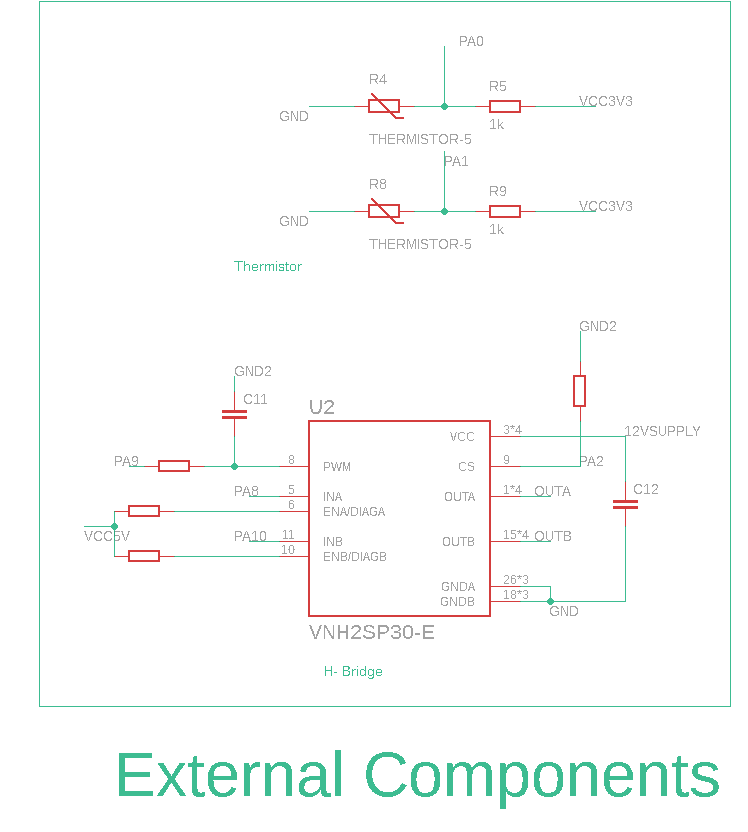 PA0
R4
R5
GND
VCC3V3
THERMISTOR-5
1k
PA1
R8
R9
GND
VCC3V3
THERMISTOR-5
1k
Thermistor
GND2
GND2
C11
U2
VCC
3*4
12VSUPPLY
PA9
8
PWM
CS
9
PA2
PA8
5
INA
OUTA
1*4
OUTA
C12
6
ENA/DIAGA
VCC5V
PA10
11
INB
OUTB
15*4
OUTB
10
ENB/DIAGB
GNDA
26*3
GNDB
18*3
GND
VNH2SP30-E
H- Bridge
External Components